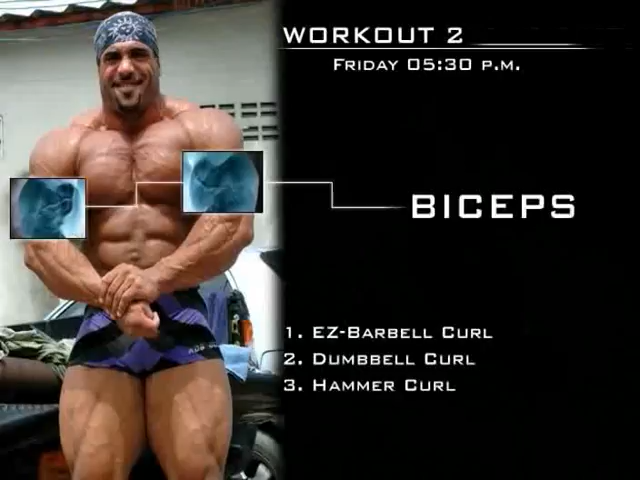 WORKOUT 2
FRIDAY 05:30 P.M.
BICEPS
1. EZ-BARBELL CURL
2. DUMBBELL CURL
3. HAMMER CURL